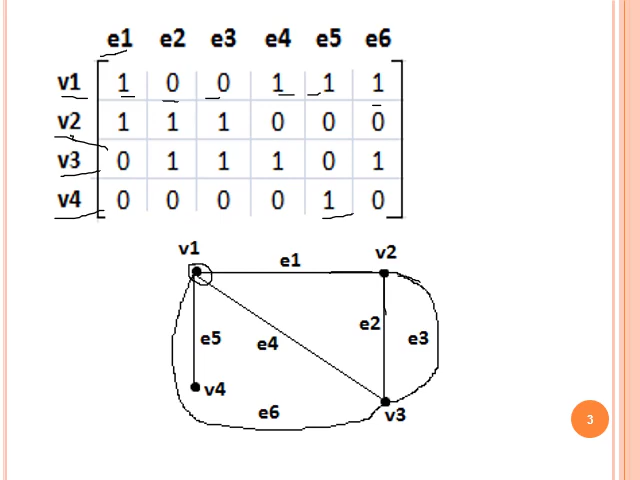 e1 e2 e3 e4 e5 e6
v1 1 0 0 1 1 1
v2 1 1 1 0 0 0
v3 0 1 1 1 0 1
v4 0 0 0 0 1 0
v1 e1 v2
e5 e4 e2 e3
v4
e6 v3
3